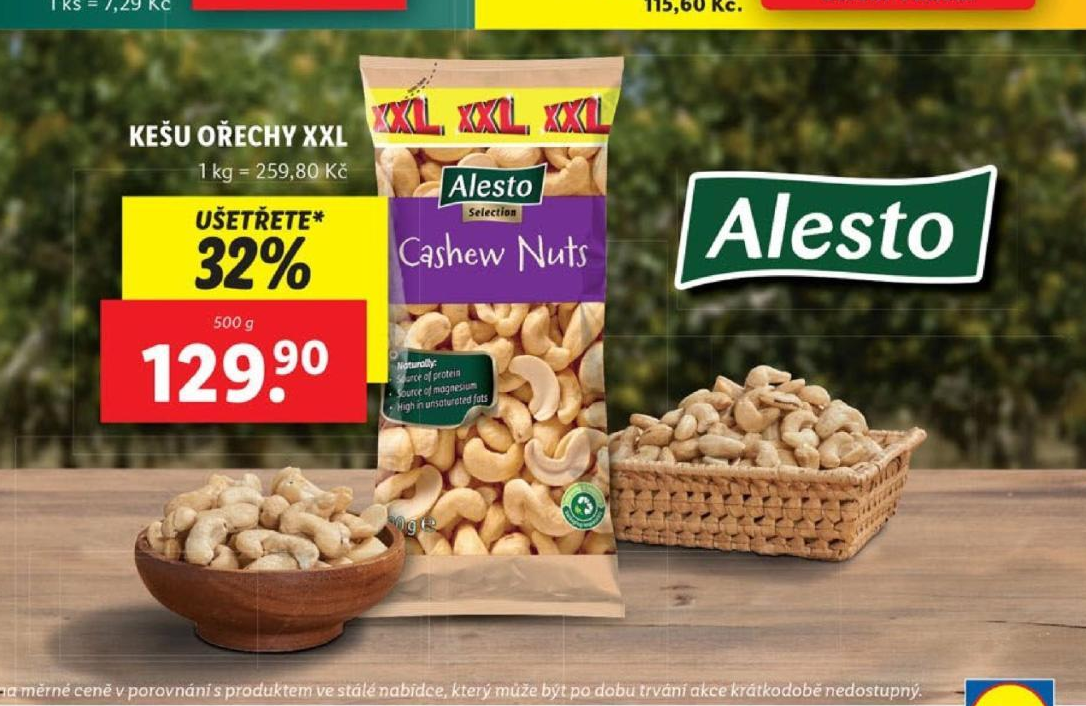 1 ks = 7,29 Kč
115,60 Kč.
KEŠU OŘECHY XXL
1 kg = 259,80 Kč
UŠETŘETE*
32%
500 g
129.90
XXL XXL XXL
Alesto
Selection
Cashew Nuts
Naturally:
• Source of protein
• Source of magnesium
• High in unsaturated fats
0g e
Alesto
na měrné ceně v porovnání s produktem ve stálé nabídce, který může být po dobu trvání akce krátkodobě nedostupný.